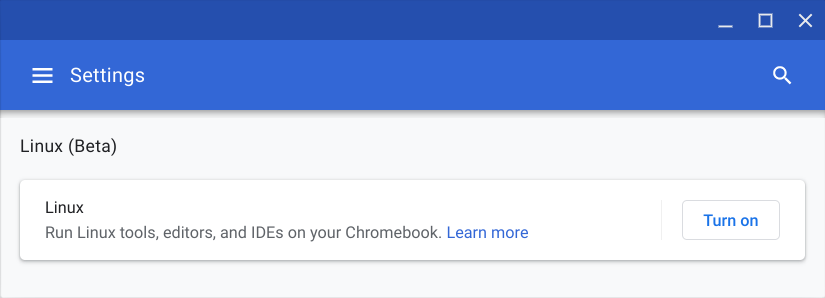 Settings
Linux (Beta)
Linux
Run Linux tools, editors, and IDEs on your Chromebook. Learn more
Turn on